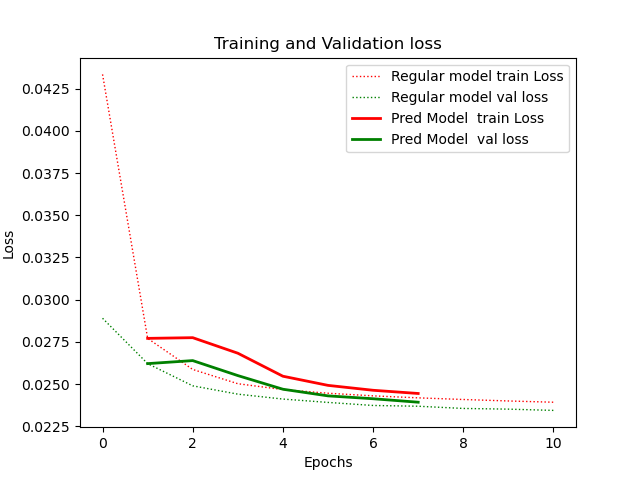 Training and Validation loss
Regular model train Loss
Regular model val loss
Pred Model  train Loss
Pred Model  val loss
0.0425
0.0400
0.0375
0.0350
0.0325
0.0300
0.0275
0.0250
0.0225
Loss
0 2 4 6 8 10
Epochs